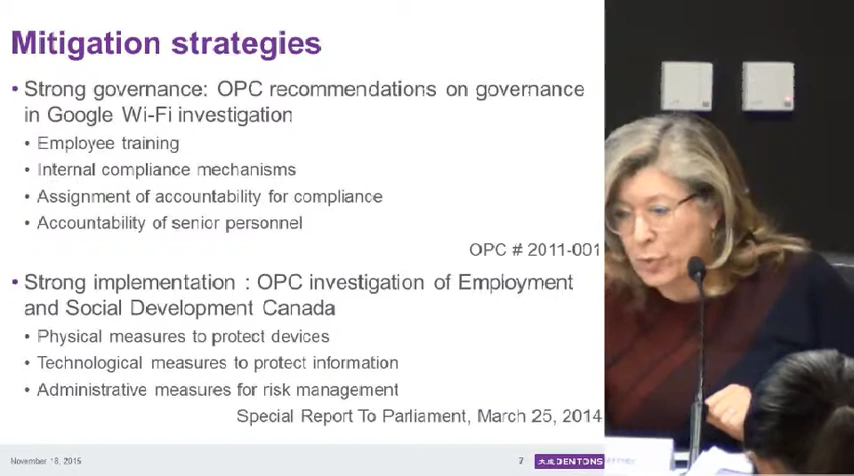 Mitigation strategies
• Strong governance: OPC recommendations on governance
in Google Wi-Fi investigation
• Employee training
• Internal compliance mechanisms
• Assignment of accountability for compliance
• Accountability of senior personnel
OPC # 2011-001
• Strong implementation : OPC investigation of Employment
and Social Development Canada
• Physical measures to protect devices
• Technological measures to protect information
• Administrative measures for risk management
Special Report To Parliament, March 25, 2014
November 18, 2015
7
大成 DENTONS